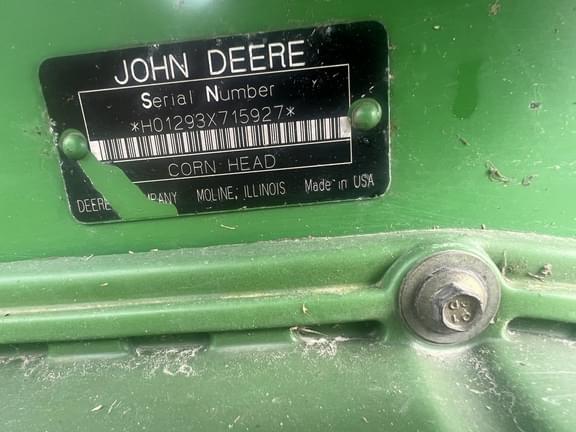 JOHN DEERE
Serial Number
*H01293X715927*
CORN HEAD
DEERE MPANY MOLINE, ILLINOIS Made in USA